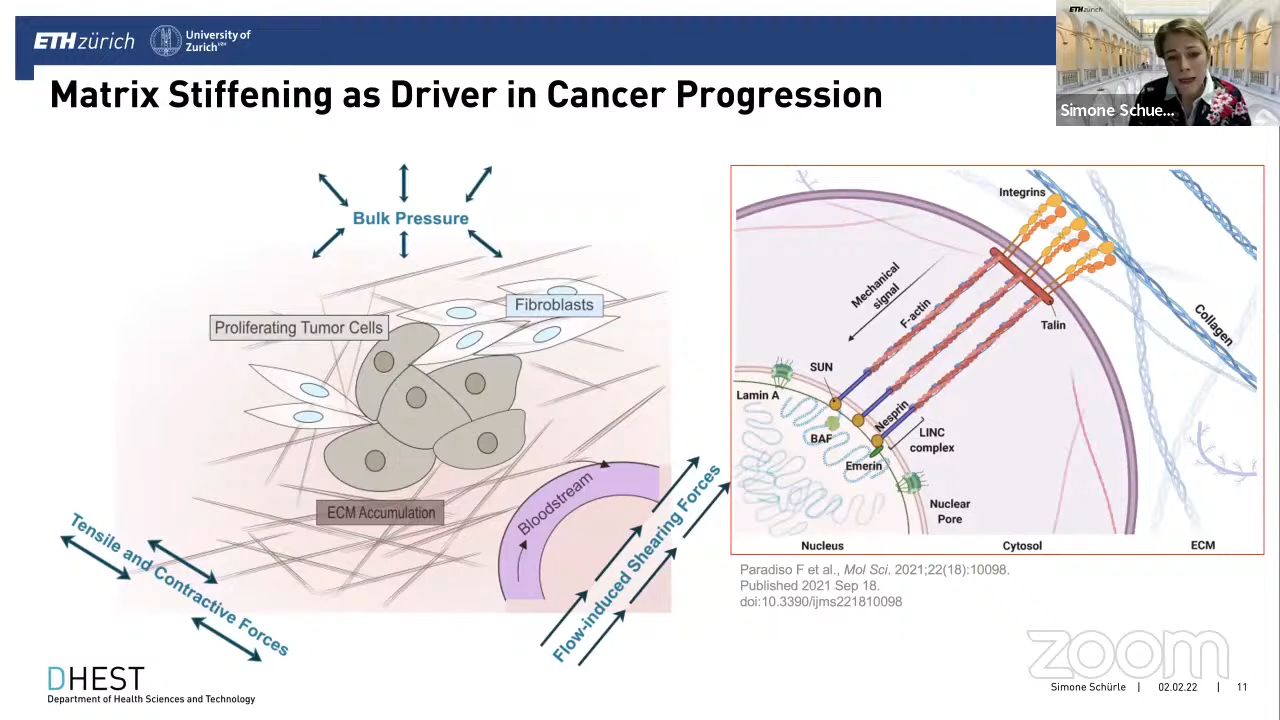 ETH zürich
University of
Zurich UZH
ETH zürich
Simone Schue...
Matrix Stiffening as Driver in Cancer Progression
Bulk Pressure
Fibroblasts
Proliferating Tumor Cells
ECM Accumulation
Bloodstream
Tensile and Contractive Forces
Flow-induced Shearing Forces
Integrins
Mechanical
signal
F-actin
Talin
Collagen
SUN
Lamin A
Nesprin
BAF
LINC
complex
Emerin
Nuclear
Pore
Nucleus
Cytosol
ECM
Paradiso F et al., Mol Sci. 2021;22(18):10098.
Published 2021 Sep 18.
doi:10.3390/ijms221810098
zoom
DHEST
Department of Health Sciences and Technology
Simone Schürle | 02.02.22 | 11